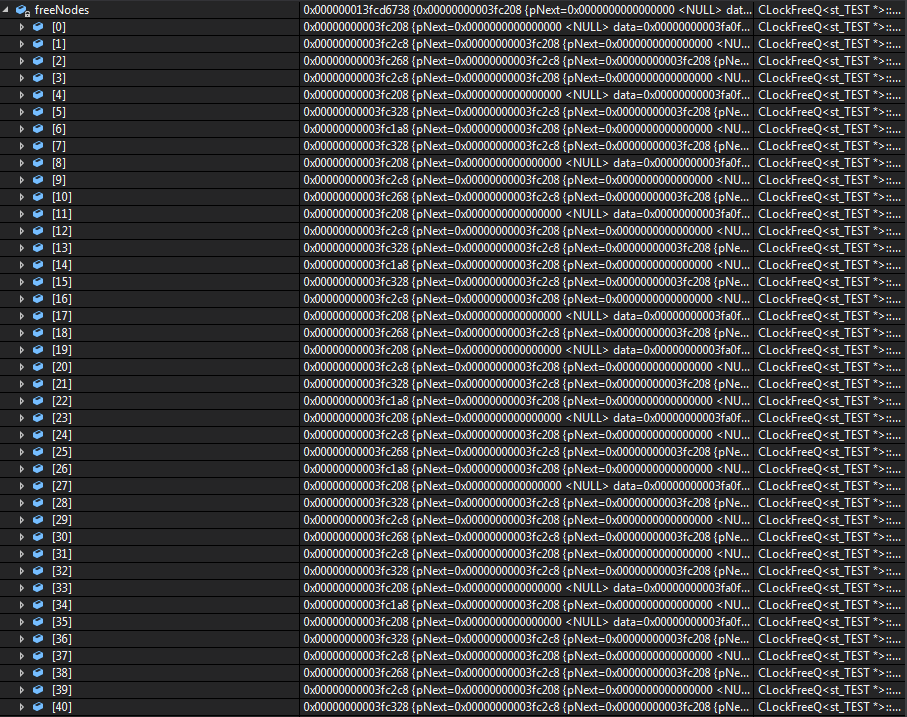 freeNodes 0x000000013fcd6738 {0x00000000003fc208 {pNext=0x0000000000000000 <NULL> dat... CLockFreeQ<st_TEST *>::...
[0] 0x00000000003fc208 {pNext=0x0000000000000000 <NULL> data=0x00000000003fa0f... CLockFreeQ<st_TEST *>::...
[1] 0x00000000003fc2c8 {pNext=0x00000000003fc208 {pNext=0x0000000000000000 <NU... CLockFreeQ<st_TEST *>::...
[2] 0x00000000003fc268 {pNext=0x00000000003fc2c8 {pNext=0x00000000003fc208 {pNe... CLockFreeQ<st_TEST *>::...
[3] 0x00000000003fc2c8 {pNext=0x00000000003fc208 {pNext=0x0000000000000000 <NU... CLockFreeQ<st_TEST *>::...
[4] 0x00000000003fc208 {pNext=0x0000000000000000 <NULL> data=0x00000000003fa0f... CLockFreeQ<st_TEST *>::...
[5] 0x00000000003fc328 {pNext=0x00000000003fc2c8 {pNext=0x00000000003fc208 {pNe... CLockFreeQ<st_TEST *>::...
[6] 0x00000000003fc1a8 {pNext=0x00000000003fc208 {pNext=0x0000000000000000 <NU... CLockFreeQ<st_TEST *>::...
[7] 0x00000000003fc328 {pNext=0x00000000003fc2c8 {pNext=0x00000000003fc208 {pNe... CLockFreeQ<st_TEST *>::...
[8] 0x00000000003fc208 {pNext=0x0000000000000000 <NULL> data=0x00000000003fa0f... CLockFreeQ<st_TEST *>::...
[9] 0x00000000003fc2c8 {pNext=0x00000000003fc208 {pNext=0x0000000000000000 <NU... CLockFreeQ<st_TEST *>::...
[10] 0x00000000003fc268 {pNext=0x00000000003fc2c8 {pNext=0x00000000003fc208 {pNe... CLockFreeQ<st_TEST *>::...
[11] 0x00000000003fc208 {pNext=0x0000000000000000 <NULL> data=0x00000000003fa0f... CLockFreeQ<st_TEST *>::...
[12] 0x00000000003fc2c8 {pNext=0x00000000003fc208 {pNext=0x0000000000000000 <NU... CLockFreeQ<st_TEST *>::...
[13] 0x00000000003fc328 {pNext=0x00000000003fc2c8 {pNext=0x00000000003fc208 {pNe... CLockFreeQ<st_TEST *>::...
[14] 0x00000000003fc1a8 {pNext=0x00000000003fc208 {pNext=0x0000000000000000 <NU... CLockFreeQ<st_TEST *>::...
[15] 0x00000000003fc328 {pNext=0x00000000003fc2c8 {pNext=0x00000000003fc208 {pNe... CLockFreeQ<st_TEST *>::...
[16] 0x00000000003fc2c8 {pNext=0x00000000003fc208 {pNext=0x0000000000000000 <NU... CLockFreeQ<st_TEST *>::...
[17] 0x00000000003fc208 {pNext=0x0000000000000000 <NULL> data=0x00000000003fa0f... CLockFreeQ<st_TEST *>::...
[18] 0x00000000003fc268 {pNext=0x00000000003fc2c8 {pNext=0x00000000003fc208 {pNe... CLockFreeQ<st_TEST *>::...
[19] 0x00000000003fc208 {pNext=0x0000000000000000 <NULL> data=0x00000000003fa0f... CLockFreeQ<st_TEST *>::...
[20] 0x00000000003fc2c8 {pNext=0x00000000003fc208 {pNext=0x0000000000000000 <NU... CLockFreeQ<st_TEST *>::...
[21] 0x00000000003fc328 {pNext=0x00000000003fc2c8 {pNext=0x00000000003fc208 {pNe... CLockFreeQ<st_TEST *>::...
[22] 0x00000000003fc1a8 {pNext=0x00000000003fc208 {pNext=0x0000000000000000 <NU... CLockFreeQ<st_TEST *>::...
[23] 0x00000000003fc208 {pNext=0x0000000000000000 <NULL> data=0x00000000003fa0f... CLockFreeQ<st_TEST *>::...
[24] 0x00000000003fc2c8 {pNext=0x00000000003fc208 {pNext=0x0000000000000000 <NU... CLockFreeQ<st_TEST *>::...
[25] 0x00000000003fc268 {pNext=0x00000000003fc2c8 {pNext=0x00000000003fc208 {pNe... CLockFreeQ<st_TEST *>::...
[26] 0x00000000003fc1a8 {pNext=0x00000000003fc208 {pNext=0x0000000000000000 <NU... CLockFreeQ<st_TEST *>::...
[27] 0x00000000003fc208 {pNext=0x0000000000000000 <NULL> data=0x00000000003fa0f... CLockFreeQ<st_TEST *>::...
[28] 0x00000000003fc328 {pNext=0x00000000003fc2c8 {pNext=0x00000000003fc208 {pNe... CLockFreeQ<st_TEST *>::...
[29] 0x00000000003fc2c8 {pNext=0x00000000003fc208 {pNext=0x0000000000000000 <NU... CLockFreeQ<st_TEST *>::...
[30] 0x00000000003fc268 {pNext=0x00000000003fc2c8 {pNext=0x00000000003fc208 {pNe... CLockFreeQ<st_TEST *>::...
[31] 0x00000000003fc2c8 {pNext=0x00000000003fc208 {pNext=0x0000000000000000 <NU... CLockFreeQ<st_TEST *>::...
[32] 0x00000000003fc328 {pNext=0x00000000003fc2c8 {pNext=0x00000000003fc208 {pNe... CLockFreeQ<st_TEST *>::...
[33] 0x00000000003fc208 {pNext=0x0000000000000000 <NULL> data=0x00000000003fa0f... CLockFreeQ<st_TEST *>::...
[34] 0x00000000003fc1a8 {pNext=0x00000000003fc208 {pNext=0x0000000000000000 <NU... CLockFreeQ<st_TEST *>::...
[35] 0x00000000003fc208 {pNext=0x0000000000000000 <NULL> data=0x00000000003fa0f... CLockFreeQ<st_TEST *>::...
[36] 0x00000000003fc328 {pNext=0x00000000003fc2c8 {pNext=0x00000000003fc208 {pNe... CLockFreeQ<st_TEST *>::...
[37] 0x00000000003fc2c8 {pNext=0x00000000003fc208 {pNext=0x0000000000000000 <NU... CLockFreeQ<st_TEST *>::...
[38] 0x00000000003fc268 {pNext=0x00000000003fc2c8 {pNext=0x00000000003fc208 {pNe... CLockFreeQ<st_TEST *>::...
[39] 0x00000000003fc2c8 {pNext=0x00000000003fc208 {pNext=0x0000000000000000 <NU... CLockFreeQ<st_TEST *>::...
[40] 0x00000000003fc328 {pNext=0x00000000003fc2c8 {pNext=0x00000000003fc208 {pNe... CLockFreeQ<st_TEST *>::...